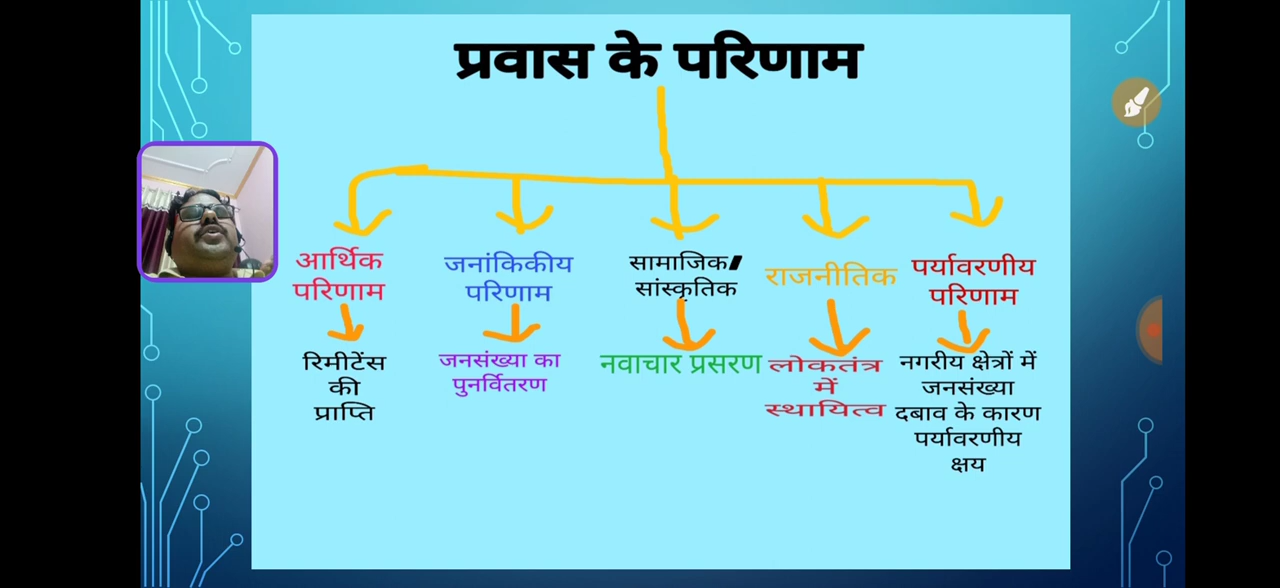 प्रवास के परिणाम
आर्थिक
परिणाम
रिमीटेंस
की
प्राप्ति
जनांकिकीय
परिणाम
जनसंख्या का
पुनर्वितरण
सामाजिक/
सांस्कृतिक
नवाचार प्रसरण
राजनीतिक
लोकतंत्र
में
स्थायित्व
पर्यावरणीय
परिणाम
नगरीय क्षेत्रों में
जनसंख्या
दबाव के कारण
पर्यावरणीय
क्षय